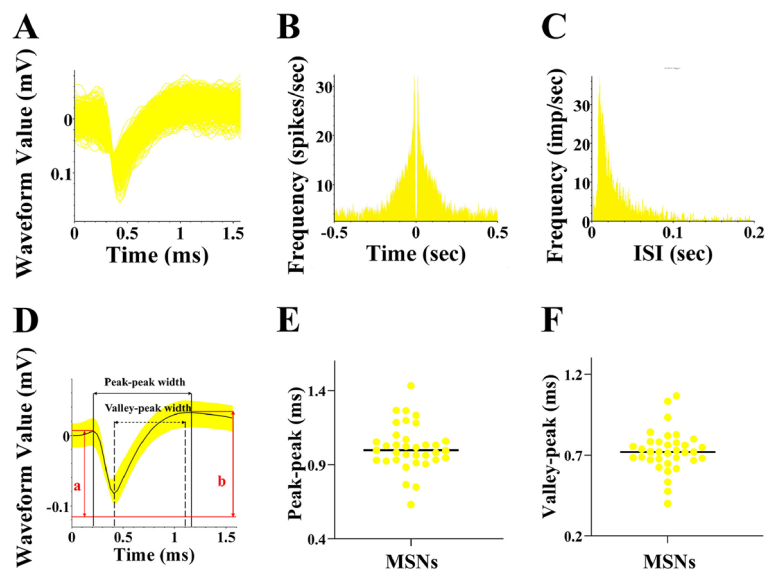 A
Waveform Value (mV)
0
0.1
0
0.5
1
1.5
Time (ms)
B
Frequency (spikes/sec)
30
20
10
-0.5
0
0.5
Time (sec)
C
Frequency (imp/sec)
40
30
20
10
0
0
0.1
0.2
ISI (sec)
D
Waveform Value (mV)
0
-0.1
Peak-peak width
Valley-peak width
a
b
0
0.5
1
1.5
Time (ms)
E
Peak-peak (ms)
1.4
0.9
0.4
MSNs
F
Valley-peak (ms)
1.2
0.7
0.2
MSNs